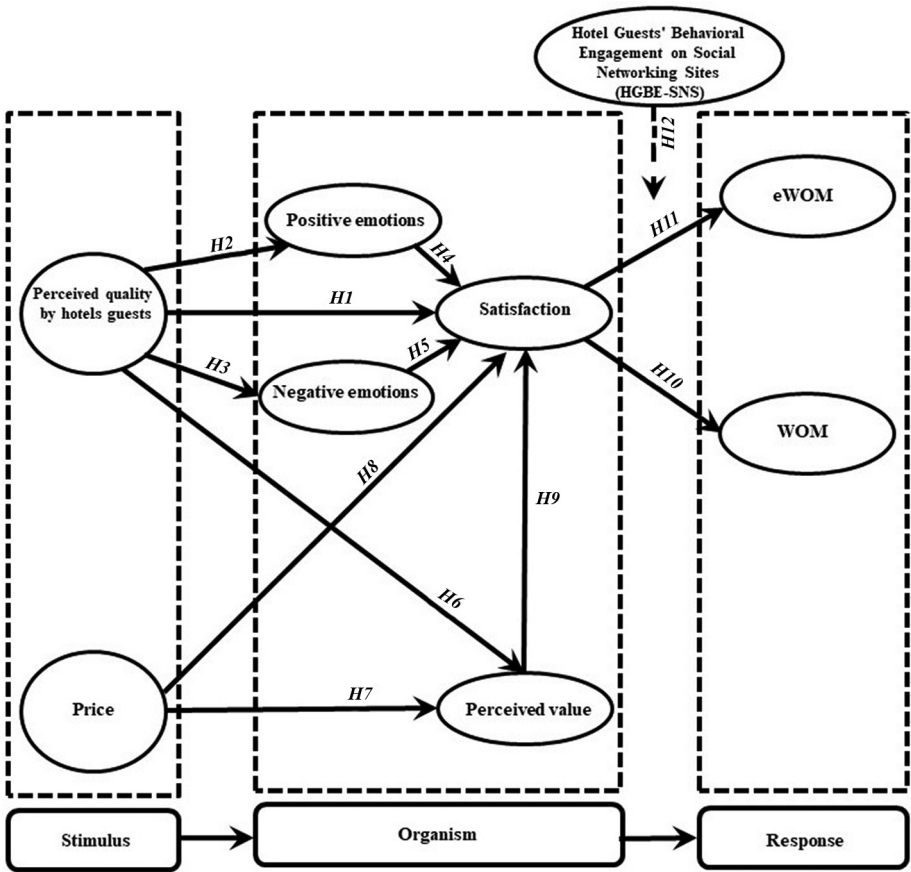 Hotel Guests' Behavioral
Engagement on Social
Networking Sites
(HGBE-SNS)
H12
eWOM
Positive emotions
H11
H2
H4
Perceived quality
by hotels guests
H1
Satisfaction
H3
H5
Negative emotions
H10
WOM
H8
H9
H6
Price
H7
Perceived value
Stimulus
Organism
Response